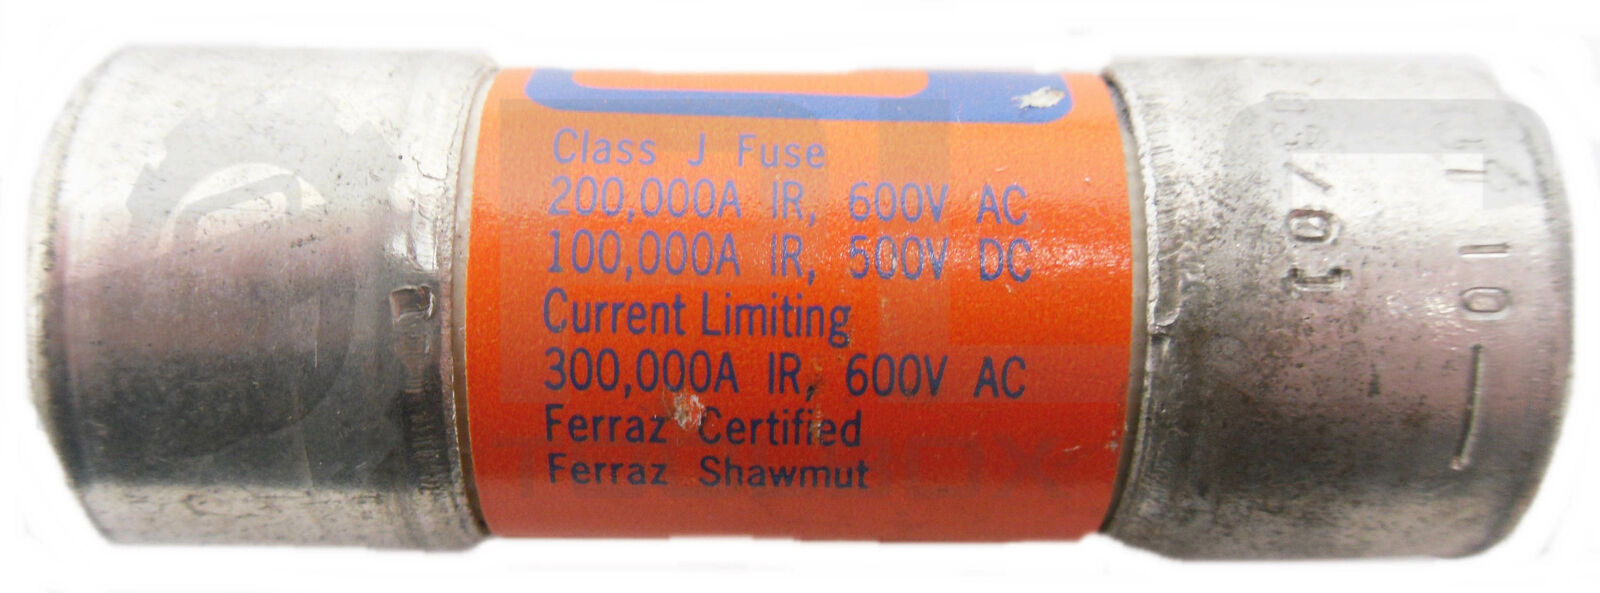 Class J Fuse
200,000A IR, 600V AC
100,000A IR, 500V DC
Current Limiting
300,000A IR, 600V AC
Ferraz Certified
Ferraz Shawmut